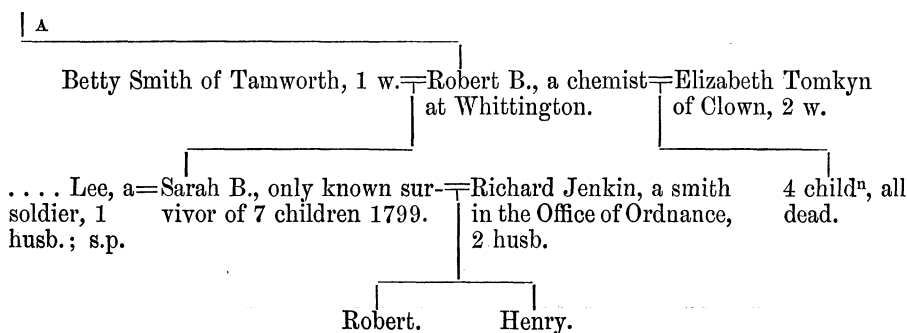 A
Betty Smith of Tamworth, 1 w.=Robert B., a chemist=Elizabeth Tomkyn
at Whittington. of Clown, 2 w.
. . . . Lee, a=Sarah B., only known sur-=Richard Jenkin, a smith 4 childⁿ, all
soldier, 1 vivor of 7 children 1799. in the Office of Ordnance, dead.
husb.; s.p. 2 husb.
Robert. Henry.